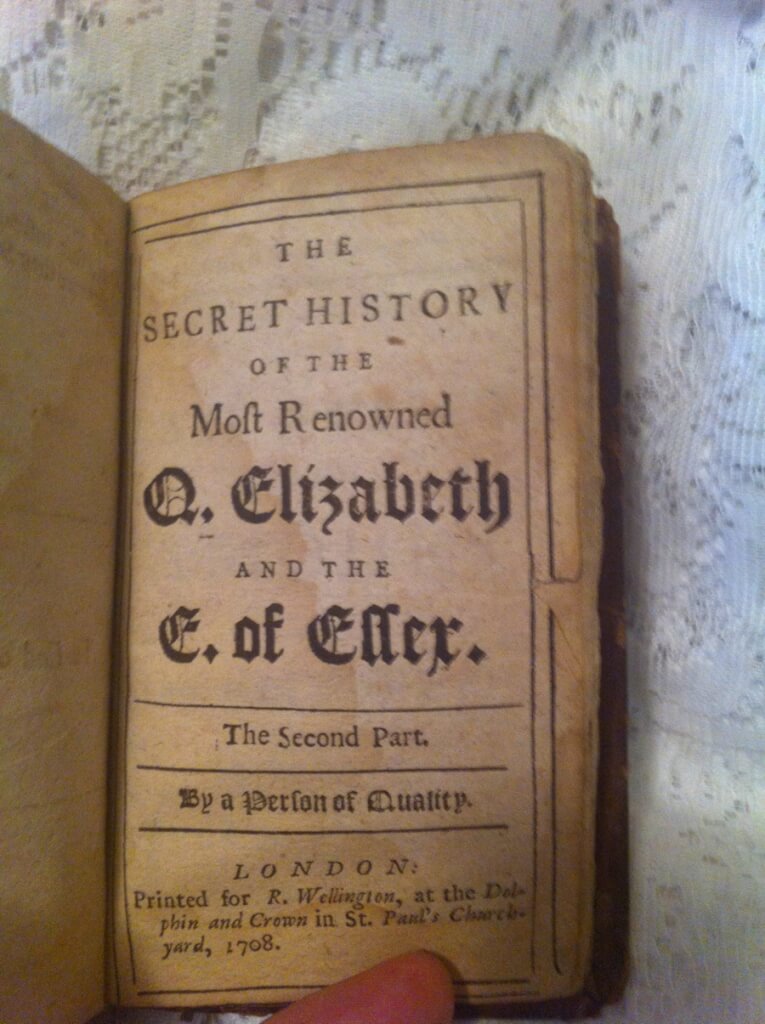 THE
SECRET HISTORY
OF THE
Moſt Renowned
Q. Elizabeth
AND THE
E. of Eſſex.
The Second Part.
By a Perſon of Quality.
LONDON:
Printed for R. Wellington, at the Dol-
phin and Crown in St. Paul's Church-
yard, 1708.